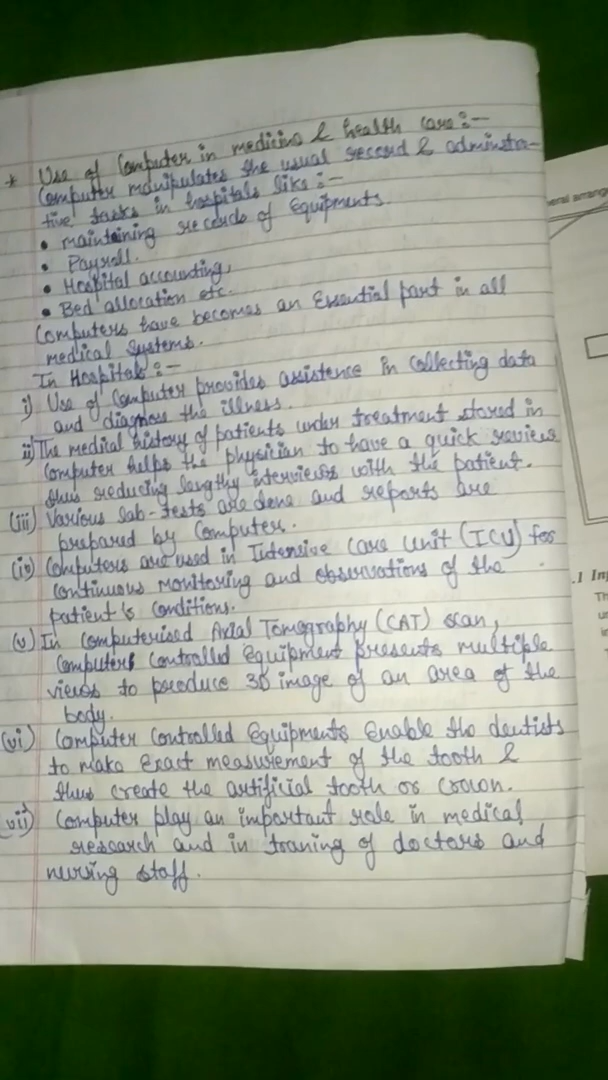 * Use of Computer in medicine & health care :-
Computer manipulates the usual record & adminstra-
tive tasks in hospitals like :-
• maintaining records of Equipments.
• Payroll.
• Hospital accounting,
• Bed allocation etc.
Computers have becomes an Essential part in all
medical Systems.
In Hospitals :-
i) Use of Computer provides assistence in Collecting data
and diagnose the illness.
ii) The medical history of patients under treatment stored in
Computer helps the physician to have a quick review
thus reducing lengthy interviews with the patient.
(iii) Various lab-tests are done and reports are
prepared by Computer.
(iv) Computers are used in Intensive Care Unit (ICU) for
Continuous monitoring and observations of the
patient's conditions.
(v) In Computerised Axial Tomography (CAT) scan,
Computers Controlled Equipment presents multiple
views to produce 3D image of an area of the
body.
(vi) Computer Controlled Equipments Enable the dentists
to make Exact measurement of the tooth &
thus create the artificial tooth or crown.
(vii) Computer play an important role in medical
research and in traning of doctors and
nursing staff.
.1 In
Th